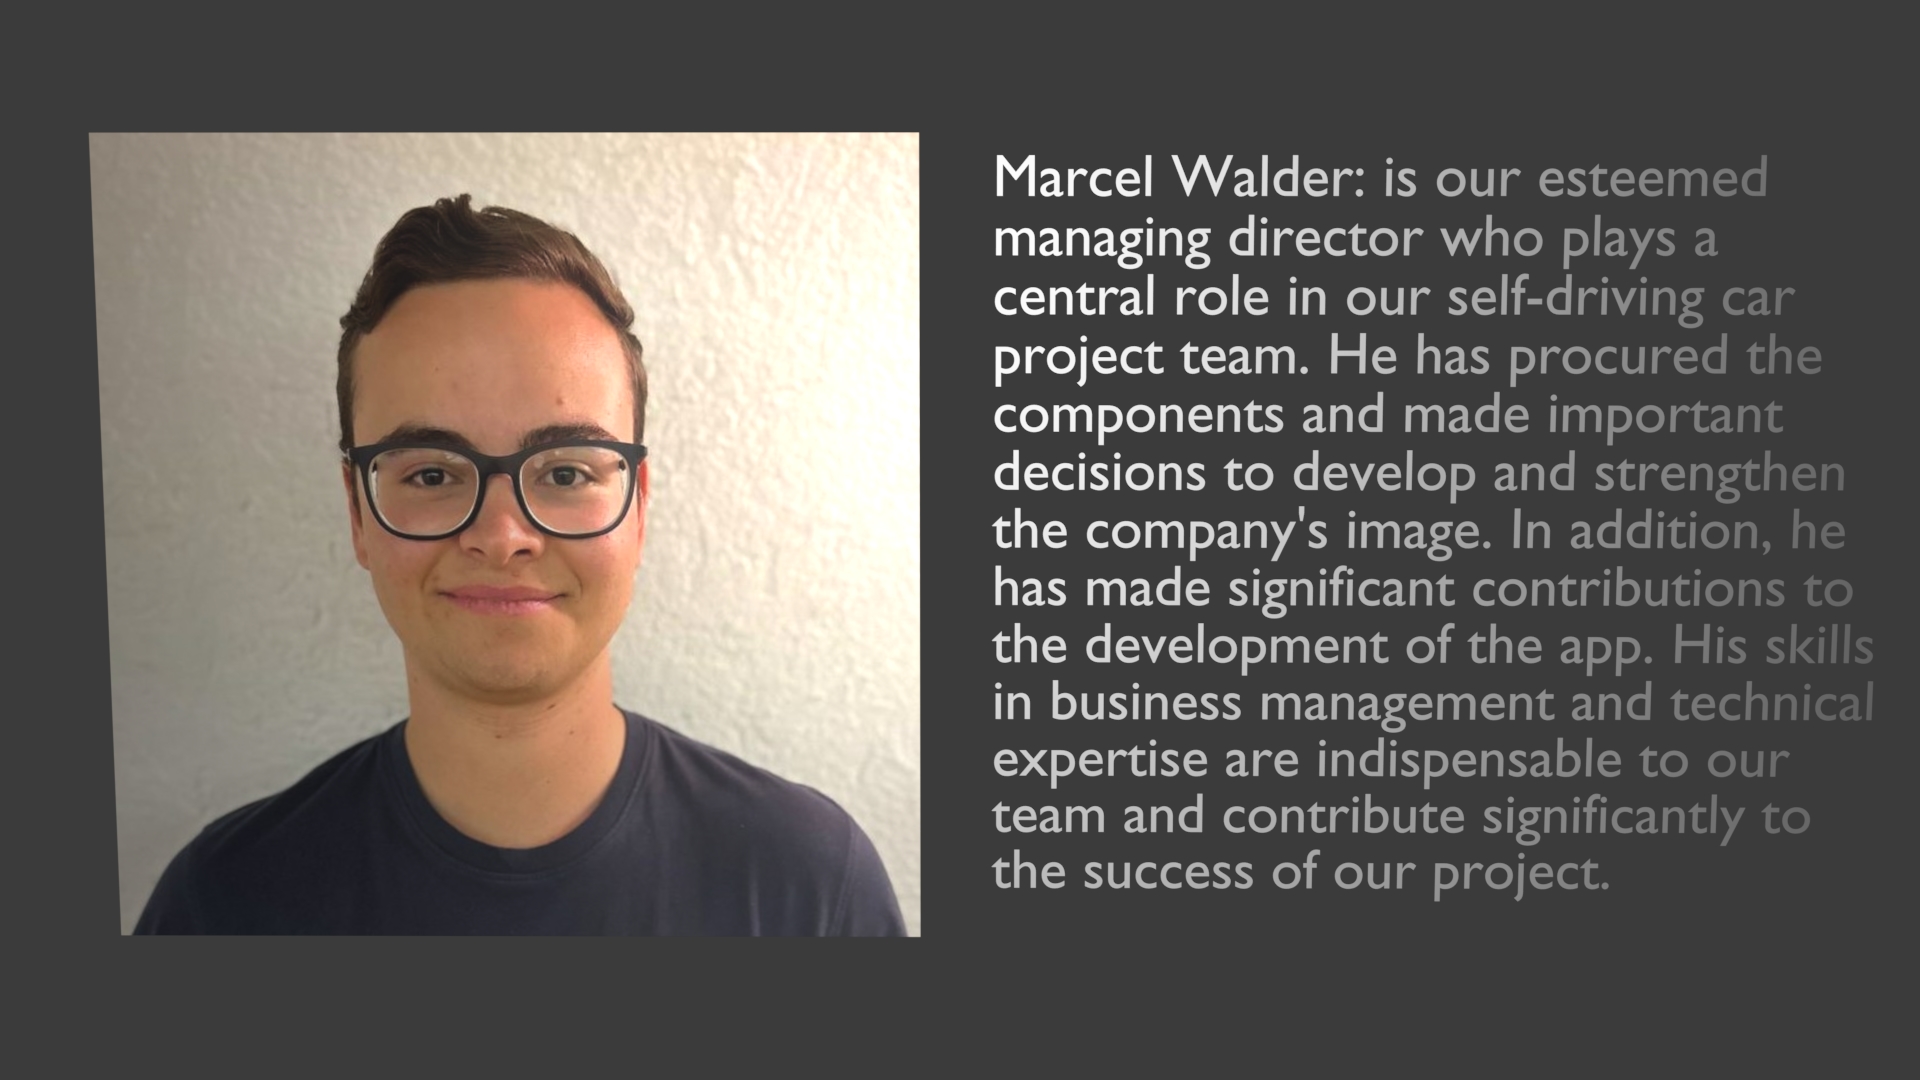 Marcel Walder: is our esteemed
managing director who plays a
central role in our self-driving car
project team. He has procured the
components and made important
decisions to develop and strengthen
the company's image. In addition, he
has made significant contributions to
the development of the app. His skills
in business management and technical
expertise are indispensable to our
team and contribute significantly to
the success of our project.